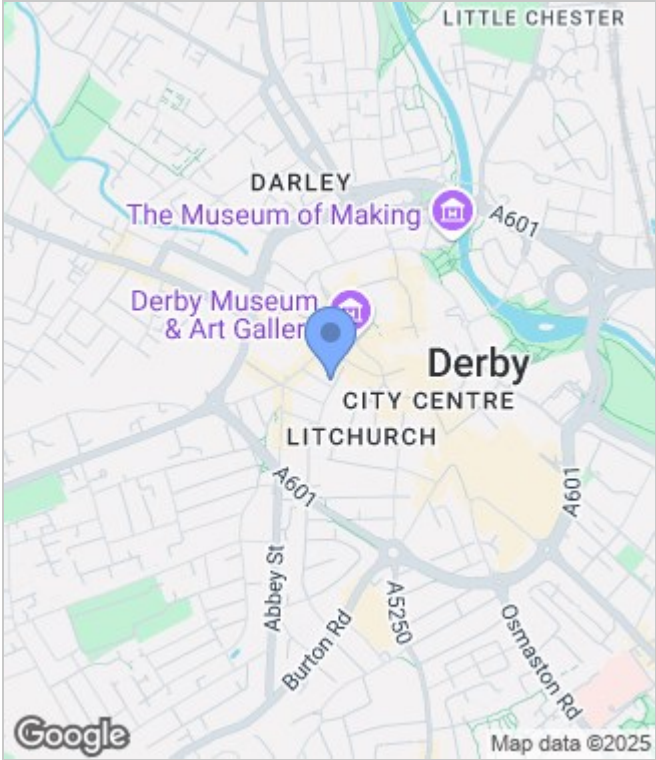 LITTLE CHESTER
DARLEY
The Museum of Making
A601
Derby Museum
& Art Galler
Derby
CITY CENTRE
LITCHURCH
A601
A601
Abbey St
Burton Rd
A5250
Osmaston Rd
Google
Map data ©2025